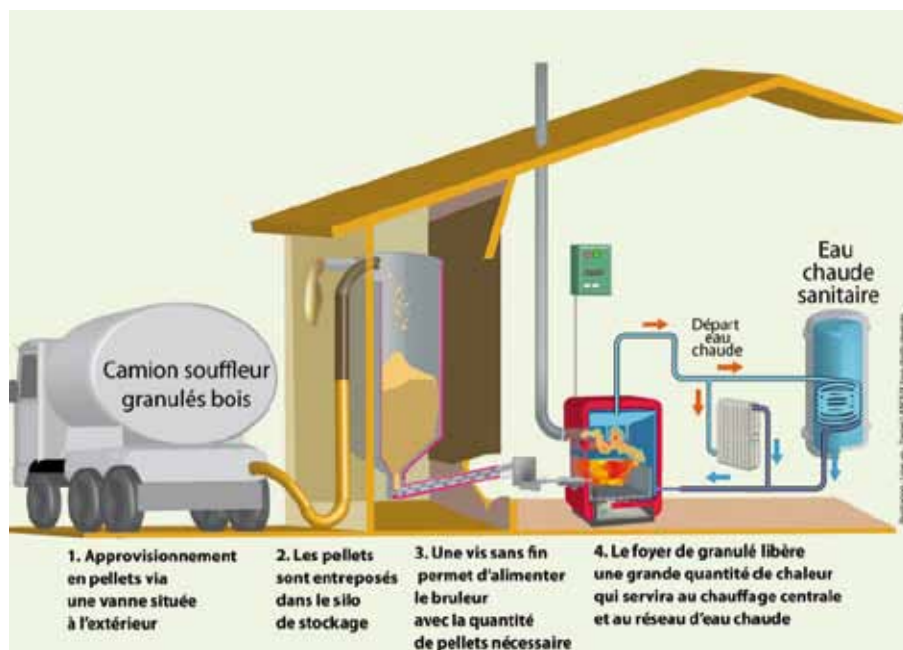 Eau
chaude
sanitaire
Départ
eau
chaude
Camion souffleur
granulés bois
1. Approvisionnement
en pellets via
une vanne située
à l'extérieur
2. Les pellets
sont entreposés
dans le silo
de stockage
3. Une vis sans fin
permet d'alimenter
le bruleur
avec la quantité
de pellets nécessaire
4. Le foyer de granulé libère
une grande quantité de chaleur
qui servira au chauffage centrale
et au réseau d'eau chaude